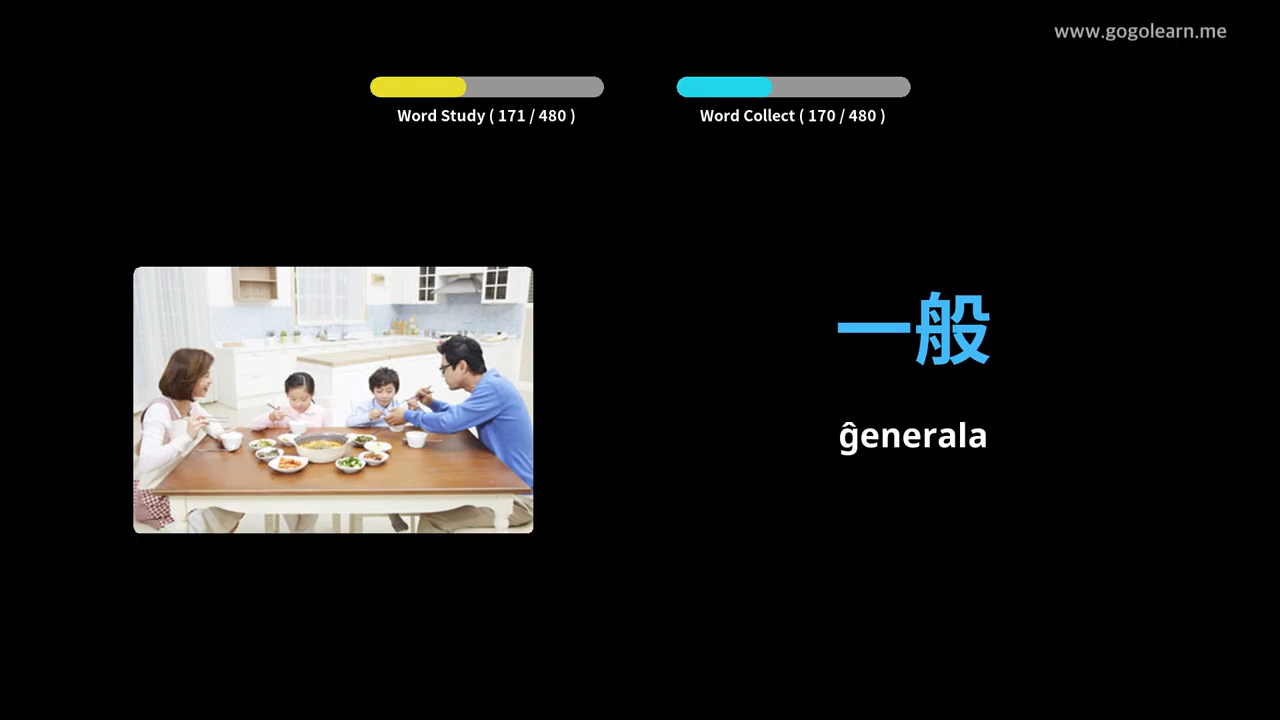 www.gogolearn.me
Word Study ( 171 / 480 )
Word Collect ( 170 / 480 )
一般
ĝenerala